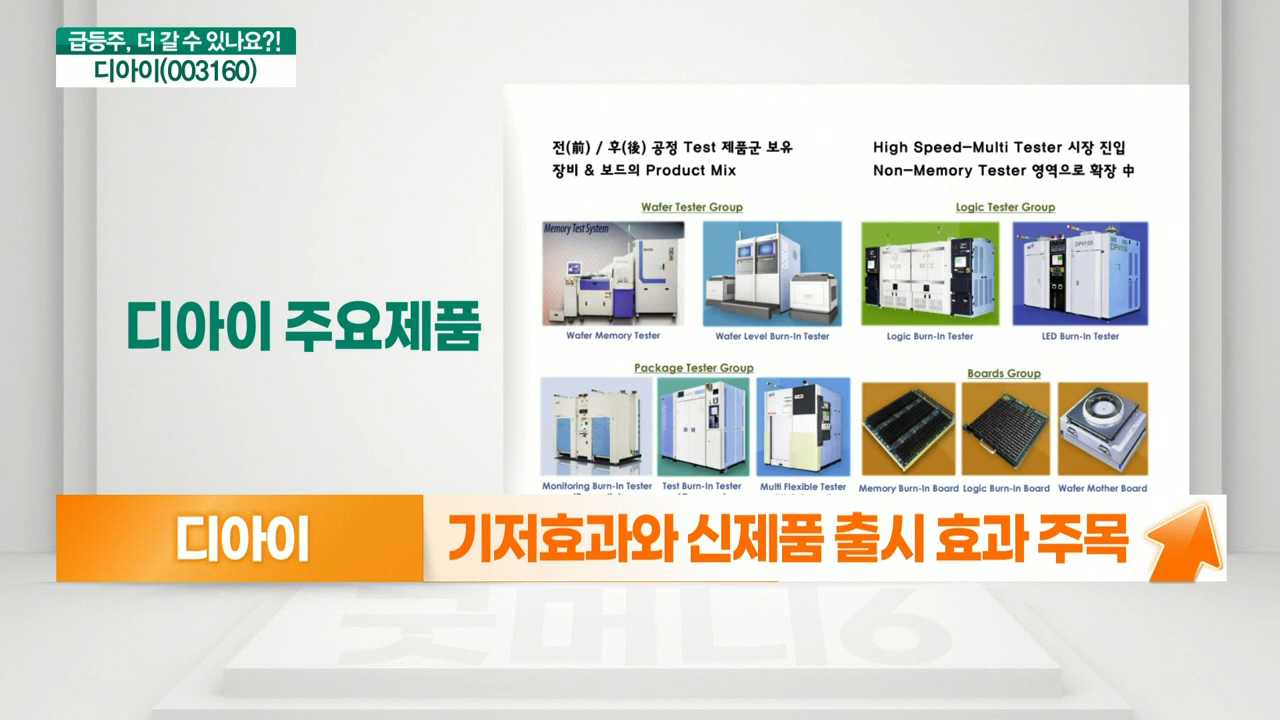 급등주, 더 갈 수 있나요?!
디아이(003160)
전(前) / 후(後) 공정 Test 제품군 보유
장비 & 보드의 Product Mix
High Speed-Multi Tester 시장 진입
Non-Memory Tester 영역으로 확장 中
Wafer Tester Group
Logic Tester Group
Memory Test System
DP4100
Wafer Memory Tester
Wafer Level Burn-In Tester
Logic Burn-In Tester
LED Burn-In Tester
디아이 주요제품
Package Tester Group
Boards Group
Monitoring Burn-In Tester
Test Burn-In Tester
Multi Flexible Tester
Memory Burn-In Board
Logic Burn-In Board
Wafer Mother Board
디아이
기저효과와 신제품 출시 효과 주목
굿머니6